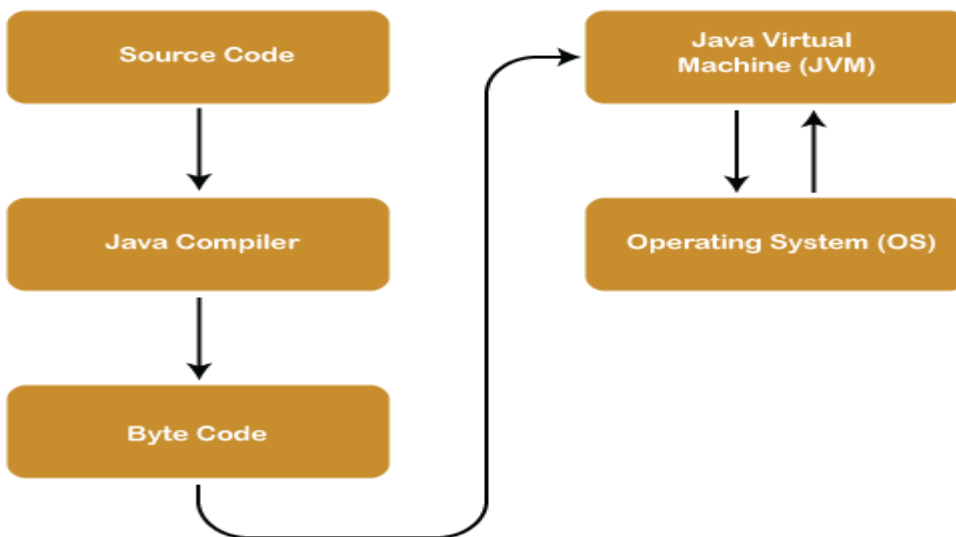 Source Code
Java Compiler
Byte Code
Java Virtual
Machine (JVM)
Operating System (OS)